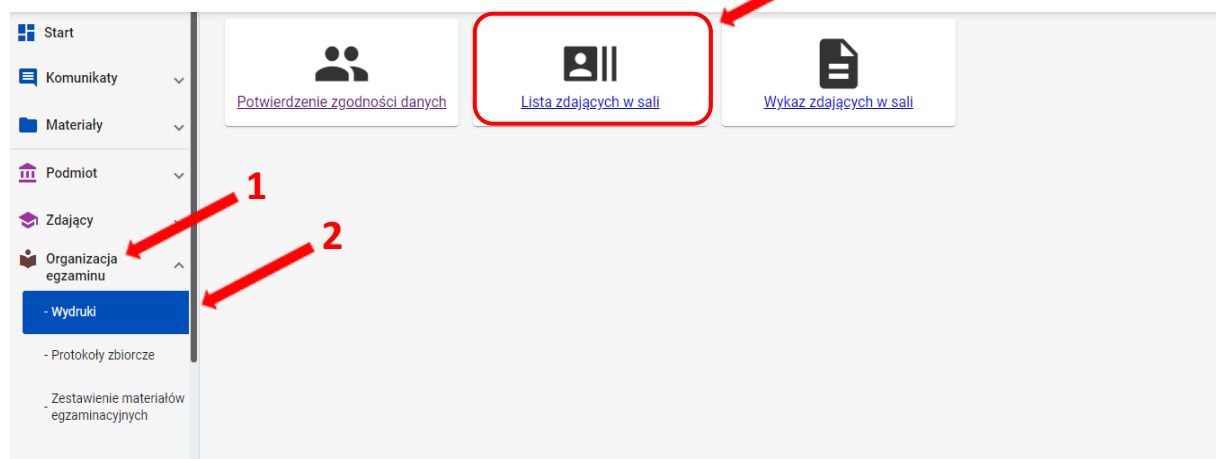 Start
Komunikaty
Materiały
Podmiot
Zdający
Organizacja
egzaminu
- Wydruki
- Protokoły zbiorcze
- Zestawienie materiałów
egzaminacyjnych
Potwierdzenie zgodności danych
Lista zdających w sali
Wykaz zdających w sali
1
2